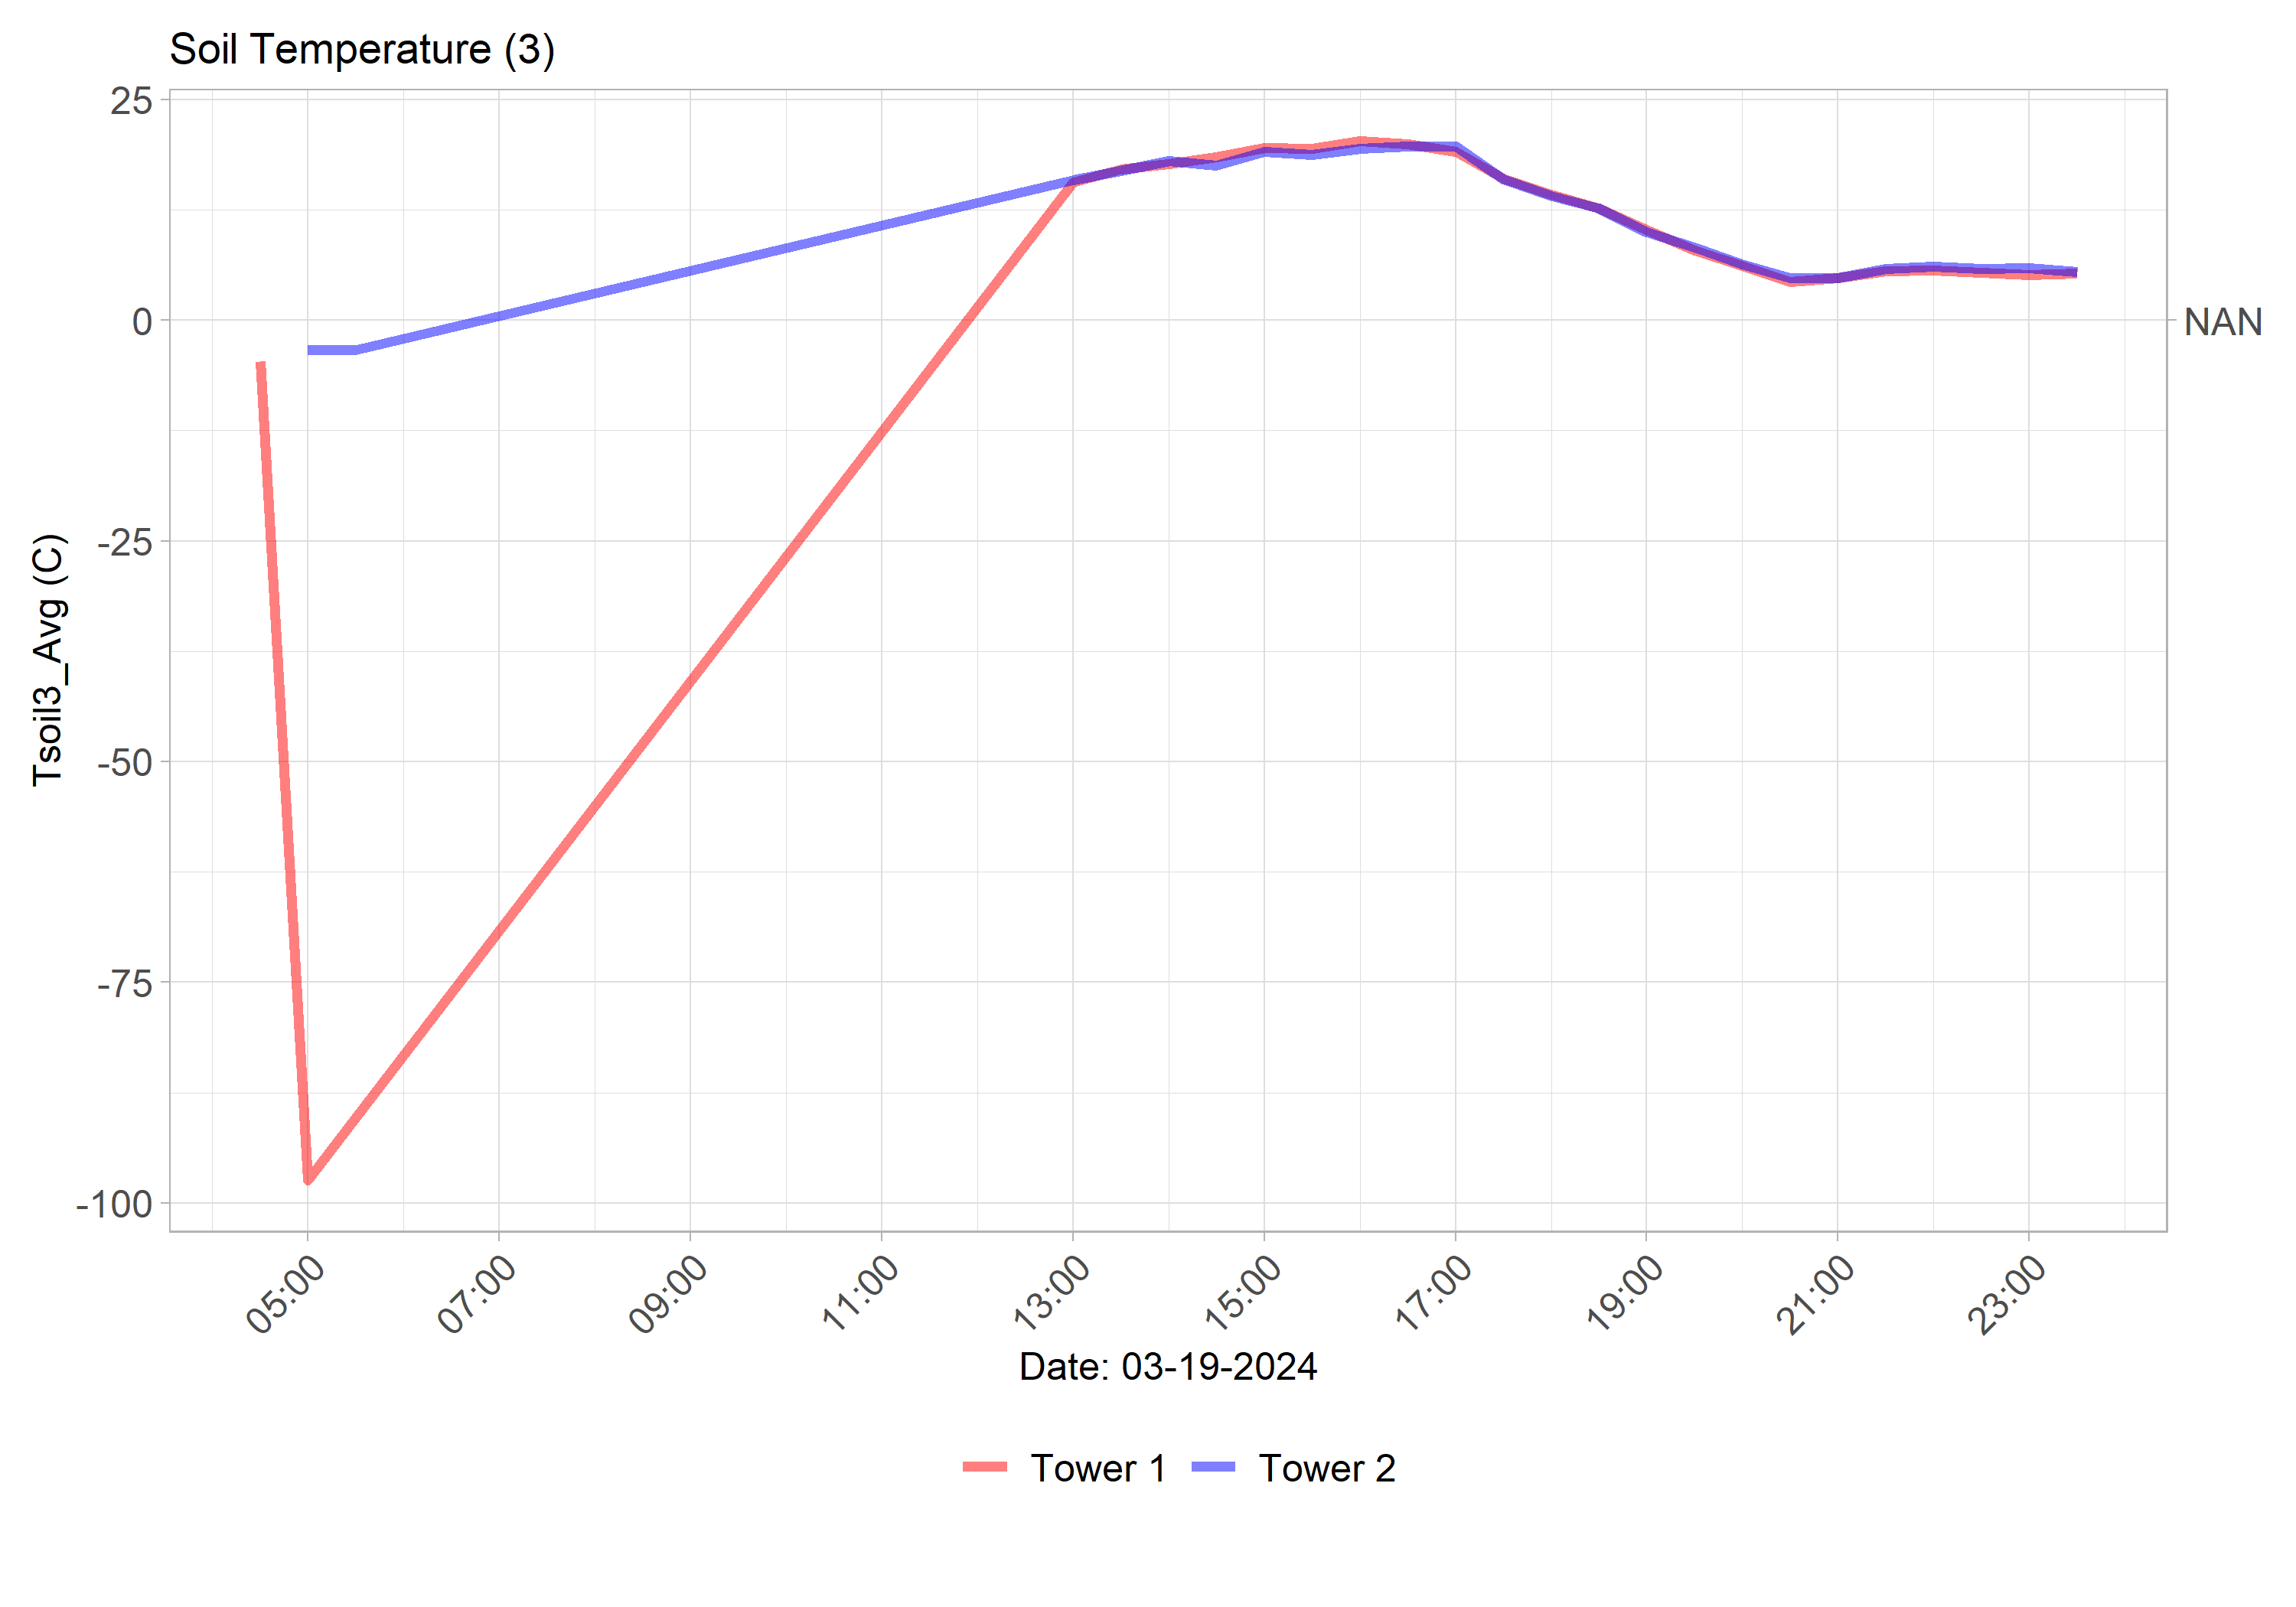 Soil Temperature (3)
Tsoil3_Avg (C)
25
0
-25
-50
-75
-100
NAN
05:00 07:00 09:00 11:00 13:00 15:00 17:00 19:00 21:00 23:00
Date: 03-19-2024
Tower 1 Tower 2